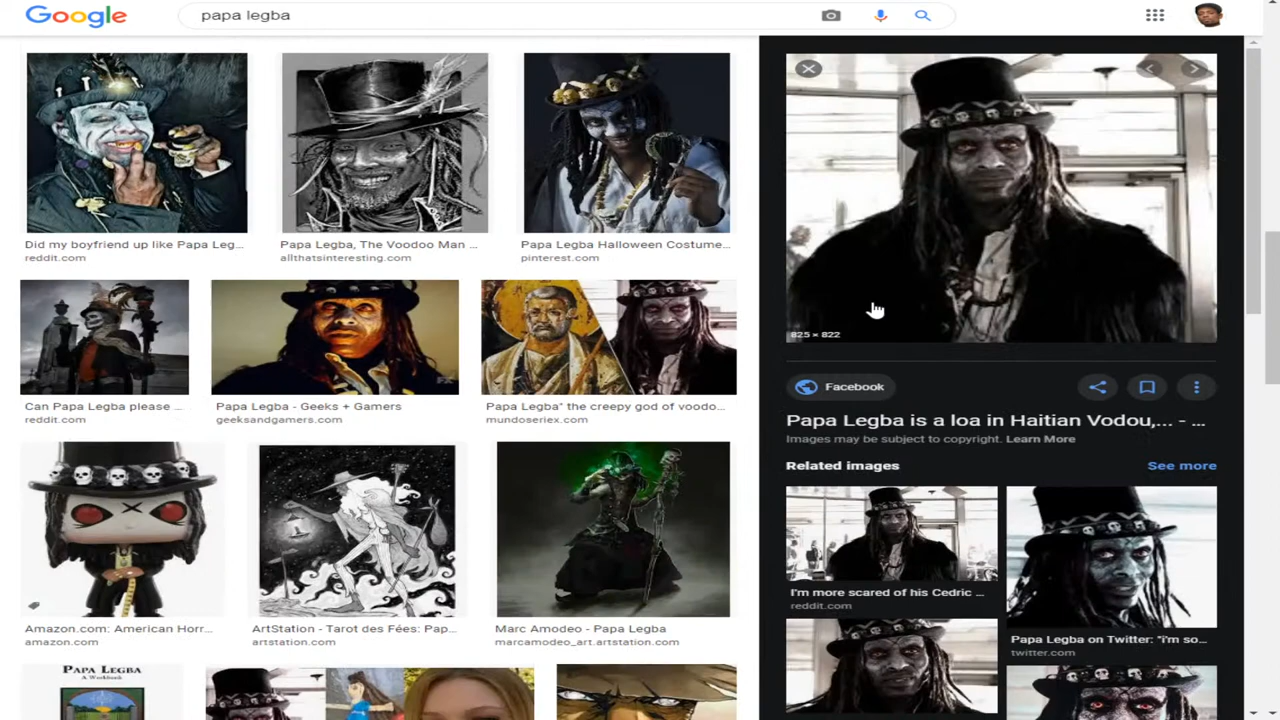 Google
papa legba
Did my boyfriend up like Papa Leg...
reddit.com
Papa Legba, The Voodoo Man ...
allthatsinteresting.com
Papa Legba Halloween Costume...
pinterest.com
FX
Can Papa Legba please ...
reddit.com
Papa Legba - Geeks + Gamers
geeksandgamers.com
Papa Legba" the creepy god of voodo...
mundoseriex.com
Amazon.com: American Horr...
amazon.com
ArtStation - Tarot des Fées: Pap...
artstation.com
Marc Amodeo - Papa Legba
marcamodeo_art.artstation.com
PAPA LEGBA
A Workbook
825 × 822
Facebook
Papa Legba is a loa in Haitian Vodou,... - ...
Images may be subject to copyright. Learn More
Related images
See more
I'm more scared of his Cedric ...
reddit.com
Papa Legba on Twitter: "i'm so...
twitter.com